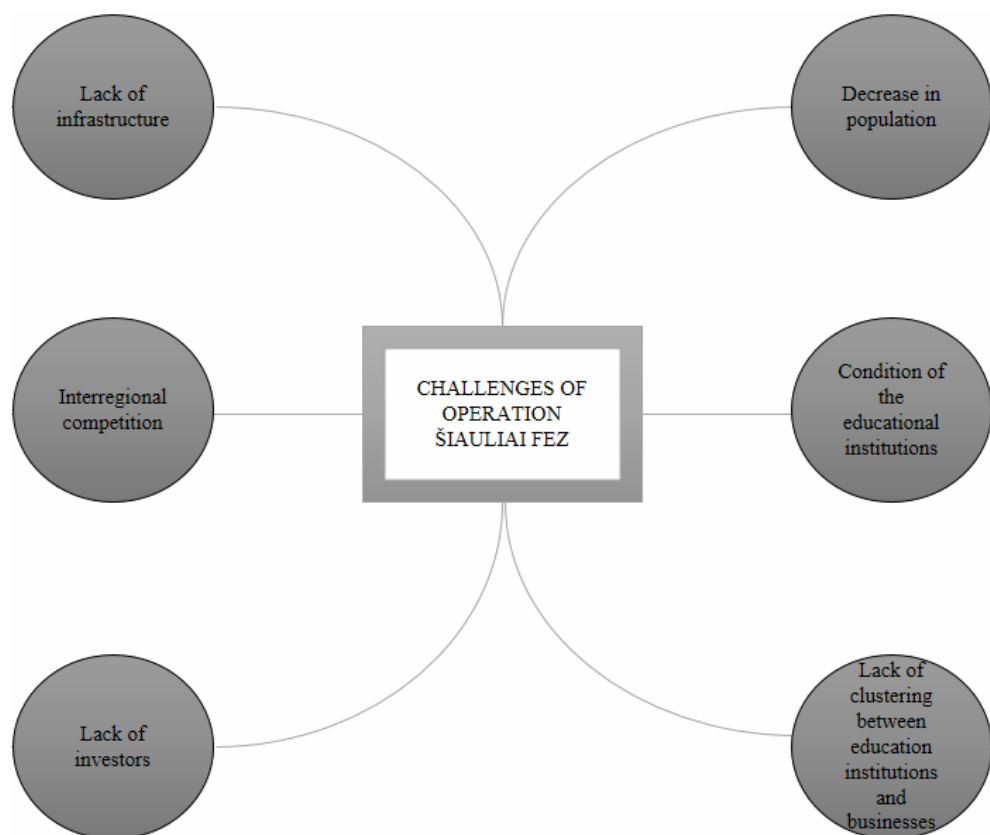 Lack of
infrastructure
Decrease in
population
Interregional
competition
CHALLENGES OF
OPERATION
ŠIAULIAI FEZ
Condition of
the
educational
institutions
Lack of
investors
Lack of
clustering
between
education
institutions
and
businesses